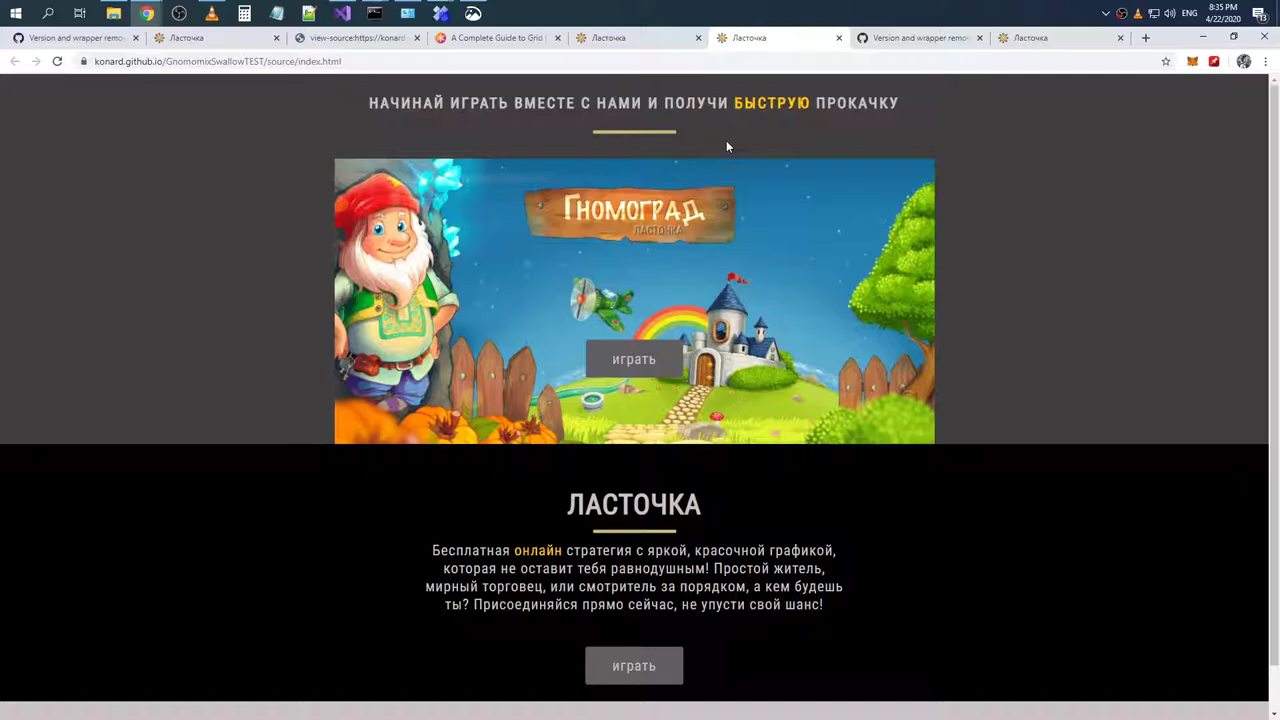 8:35 PM
ENG
4/22/2020
13
Version and wrapper remo
Ласточка
view-source:https://konard
A Complete Guide to Grid
Ласточка
Ласточка
Version and wrapper remo
Ласточка
konard.github.io/GnomomixSwallowTEST/source/index.html
НАЧИНАЙ ИГРАТЬ ВМЕСТЕ С НАМИ И ПОЛУЧИ БЫСТРУЮ ПРОКАЧКУ
ГНОМОГРАД
ЛАСТОЧКА
играть
ЛАСТОЧКА
Бесплатная онлайн стратегия с яркой, красочной графикой,
которая не оставит тебя равнодушным! Простой житель,
мирный торговец, или смотритель за порядком, а кем будешь
ты? Присоединяйся прямо сейчас, не упусти свой шанс!
играть